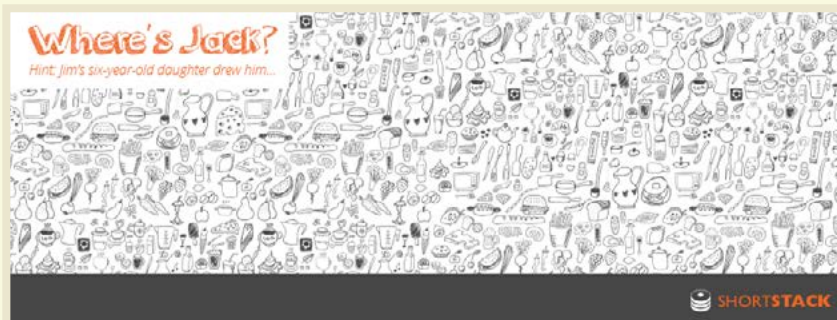 Where's Jack?
Hint: Jim's six-year-old daughter drew him...
SHORTSTACK